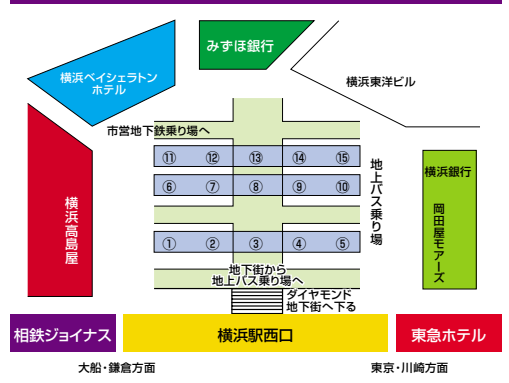 みずほ銀行
横浜ベイシェラトン
ホテル
横浜東洋ビル
市営地下鉄乗り場へ
⑪ ⑫ ⑬ ⑭ ⑮
⑥ ⑦ ⑧ ⑨ ⑩
① ② ③ ④ ⑤
地上バス乗り場
横浜高島屋
横浜銀行
岡田屋モアーズ
地下街から
地上バス乗り場へ
ダイヤモンド
地下街へ下る
相鉄ジョイナス
横浜駅西口
東急ホテル
大船・鎌倉方面
東京・川崎方面